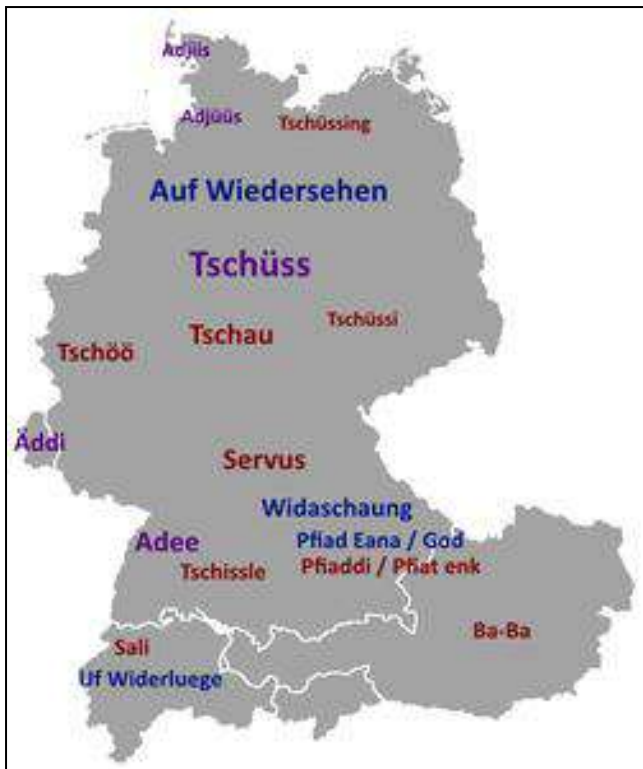 Adjiis
Adjüüs
Tschüssing
Auf Wiedersehen
Tschüss
Tschüssi
Tschau
Tschöö
Äddi
Servus
Widaschaung
Adee
Pfiad Eana / God
Tschissle
Pfiaddi / Pfiat enk
Ba-Ba
Sali
Uf Widerluege